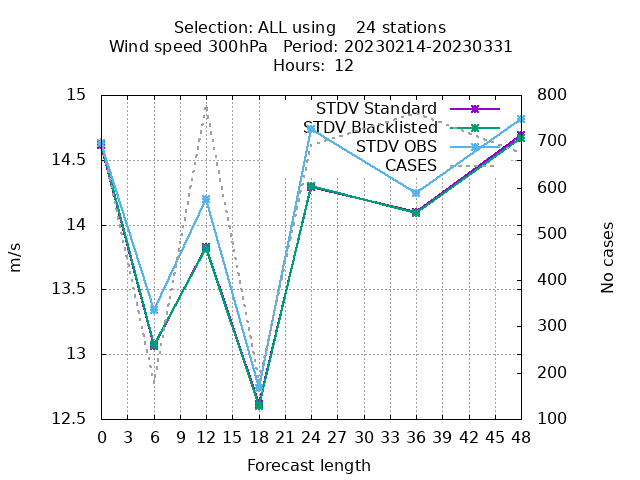 Selection: ALL using    24 stations
Wind speed 300hPa   Period: 20230214-20230331
Hours: 12
15
14.5
14
13.5
13
12.5
m/s
800
700
600
500
400
300
200
100
No cases
STDV Standard
STDV Blacklisted
STDV OBS
CASES
0 3 6 9 12 15 18 21 24 27 30 33 36 39 42 45 48
Forecast length